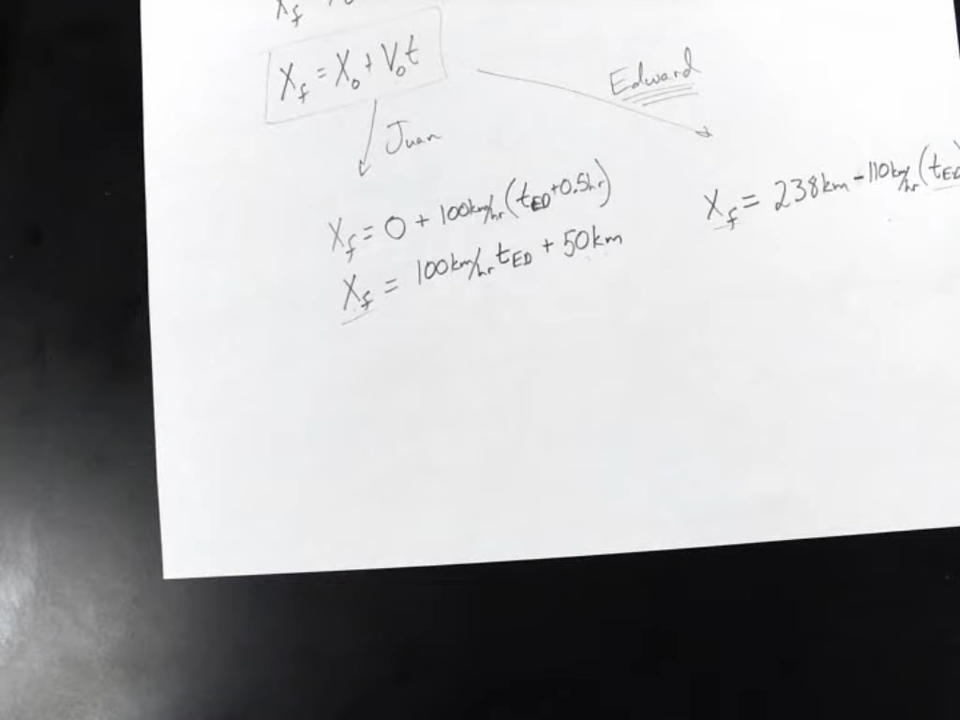 X_f = X_o + V_o t
Juan
Edward
X_f = 0 + 100km/hr (t_ED + 0.5hr)
X_f = 100km/hr t_ED + 50km
X_f = 238km - 110km/hr (t_ED)